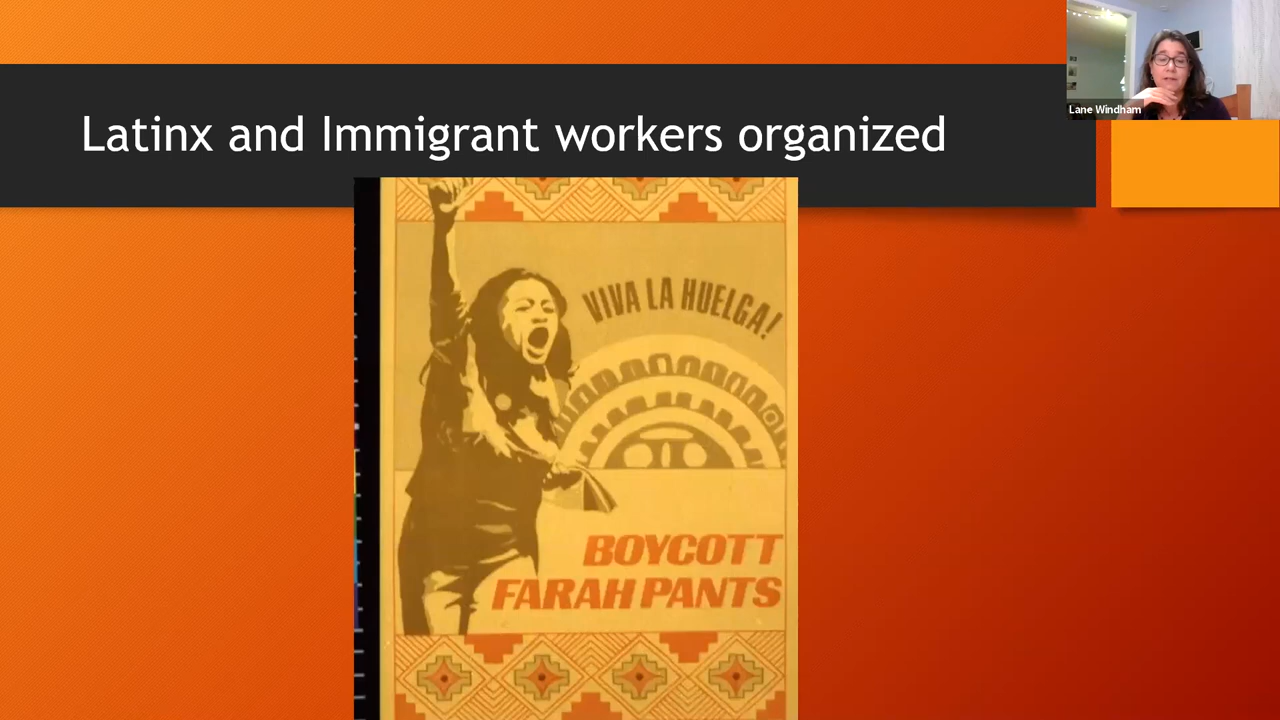 Latinx and Immigrant workers organized
Lane Windham
VIVA LA HUELGA!
BOYCOTT
FARAH PANTS